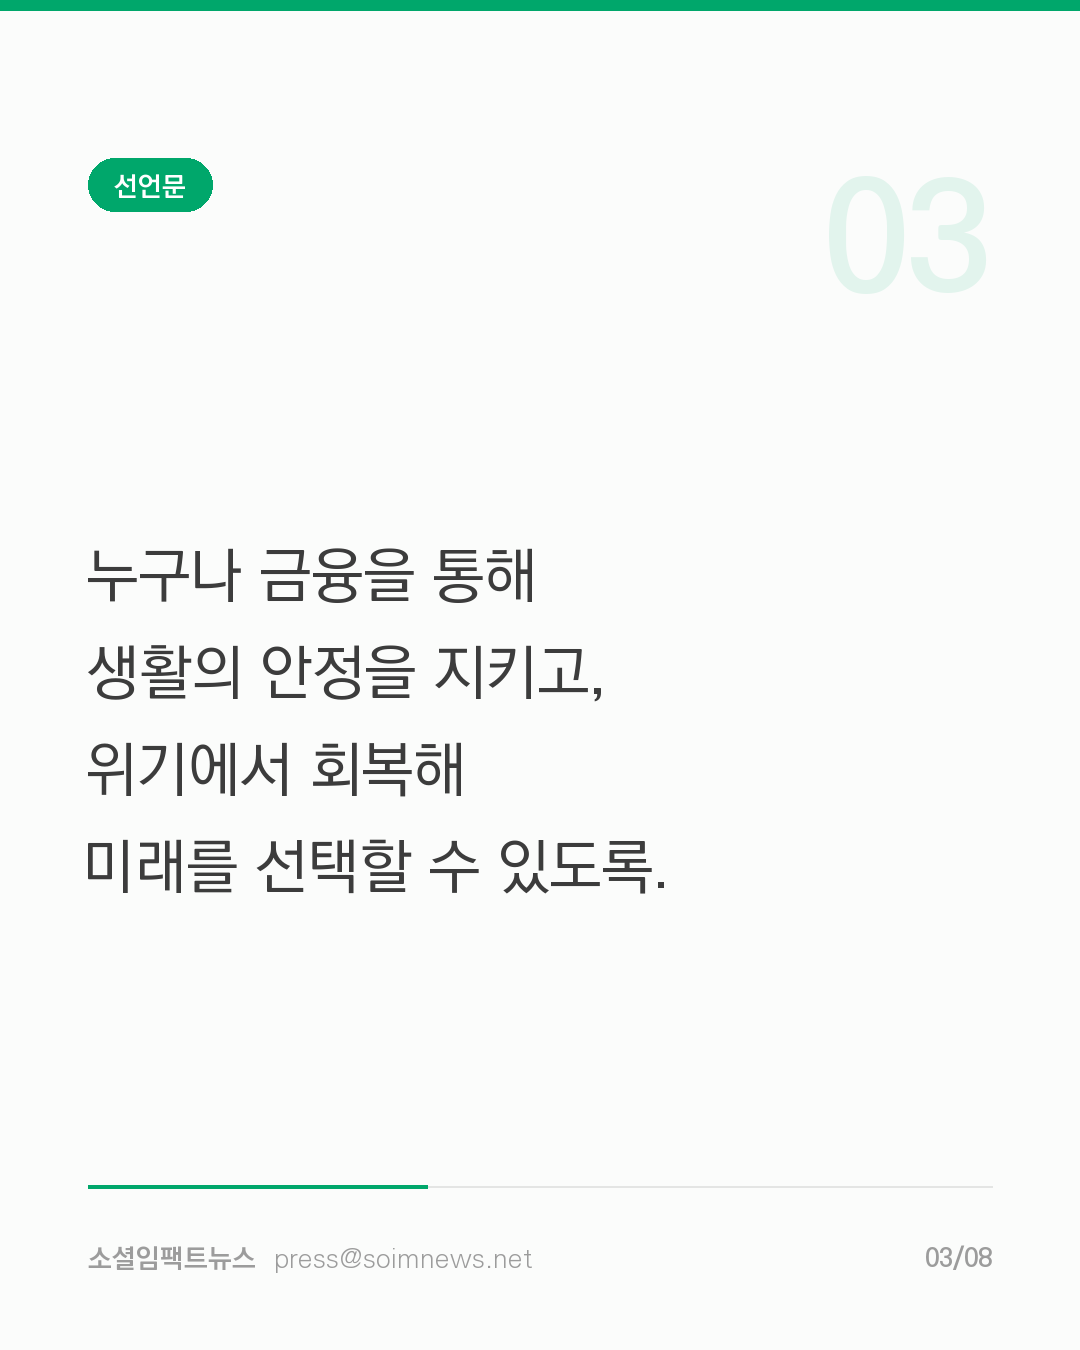 선언문
03
누구나 금융을 통해
생활의 안정을 지키고,
위기에서 회복해
미래를 선택할 수 있도록.
소셜임팩트뉴스 press@soimnews.net
03/08